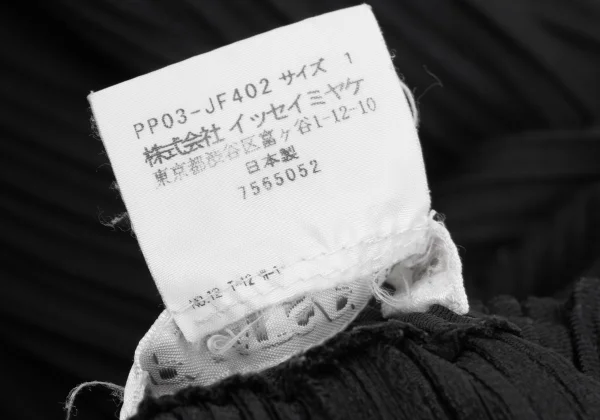 PP03-JF402 サイズ 1
株式会社 イッセイミヤケ
東京都渋谷区富ヶ谷1-12-10
日本製
7565052